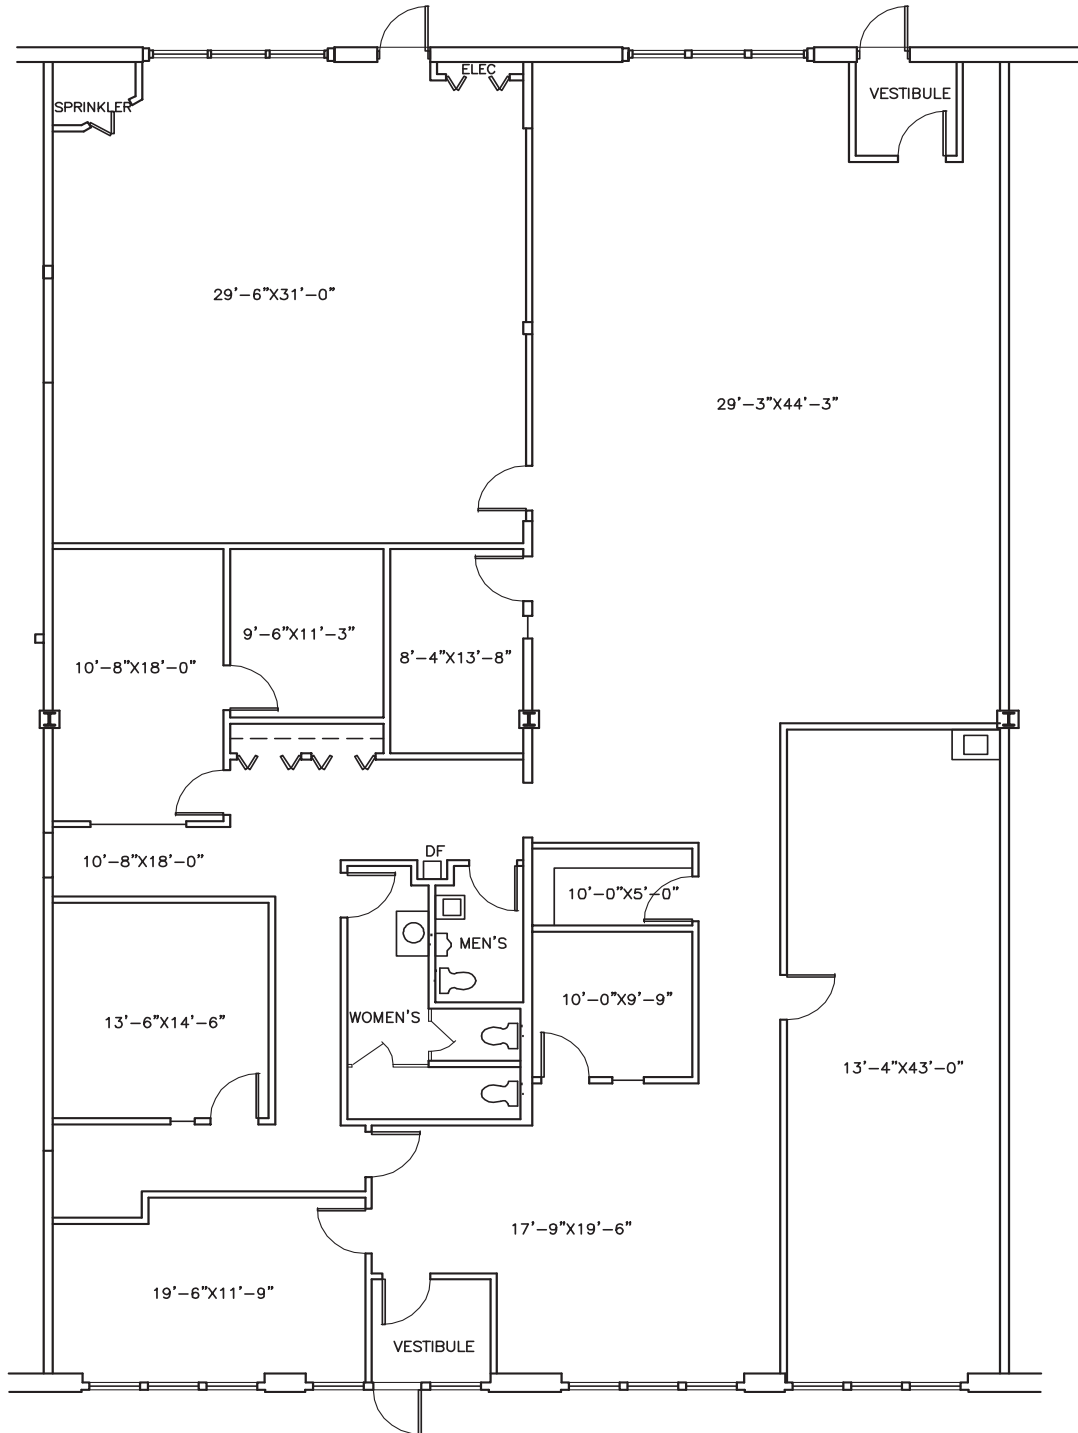 ELEC
VESTIBULE
SPRINKLER
29'-6"X31'-0"
29'-3"X44'-3"
9'-6"X11'-3"
8'-4"X13'-8"
10'-8"X18'-0"
DF
10'-8"X18'-0"
10'-0"X5'-0"
MEN'S
10'-0"X9'-9"
WOMEN'S
13'-6"X14'-6"
13'-4"X43'-0"
17'-9"X19'-6"
19'-6"X11'-9"
VESTIBULE